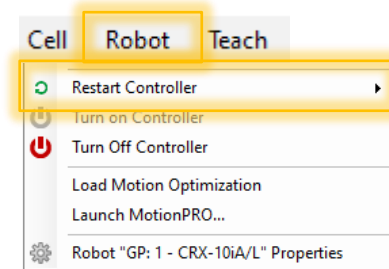 Cell Robot Teach
Restart Controller
Turn on Controller
Turn Off Controller
Load Motion Optimization
Launch MotionPRO...
Robot "GP: 1 - CRX-10iA/L" Properties